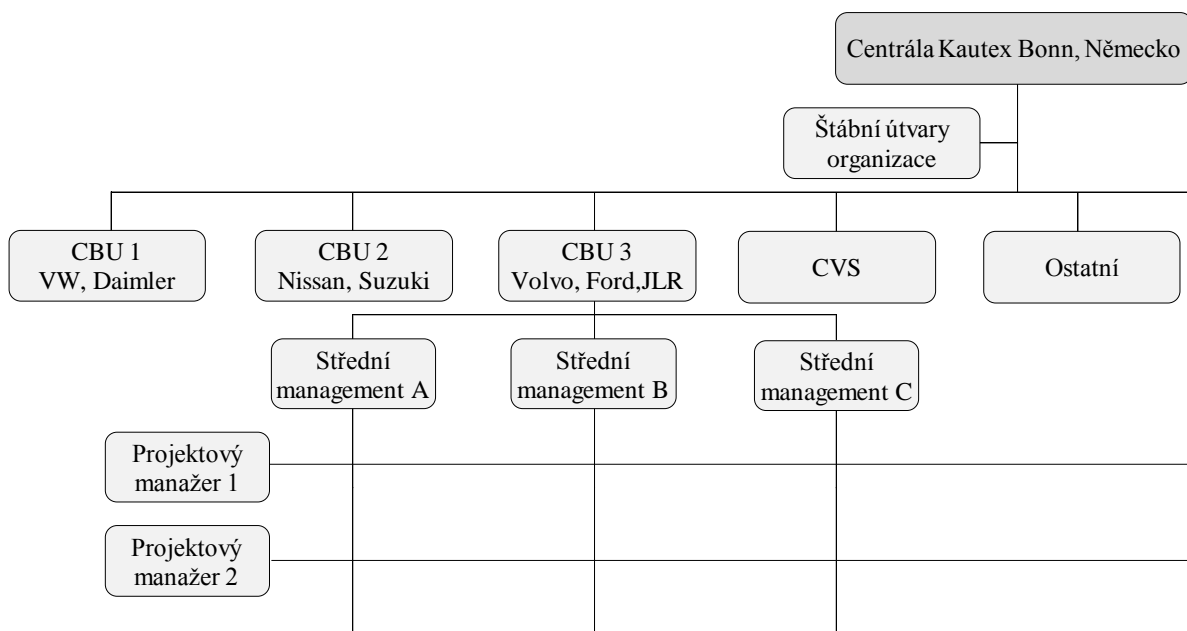 Centrála Kautex Bonn, Německo
Štábní útvary
organizace
CBU 1
VW, Daimler
CBU 2
Nissan, Suzuki
CBU 3
Volvo, Ford,JLR
CVS
Ostatní
Střední
management A
Střední
management B
Střední
management C
Projektový
manažer 1
Projektový
manažer 2